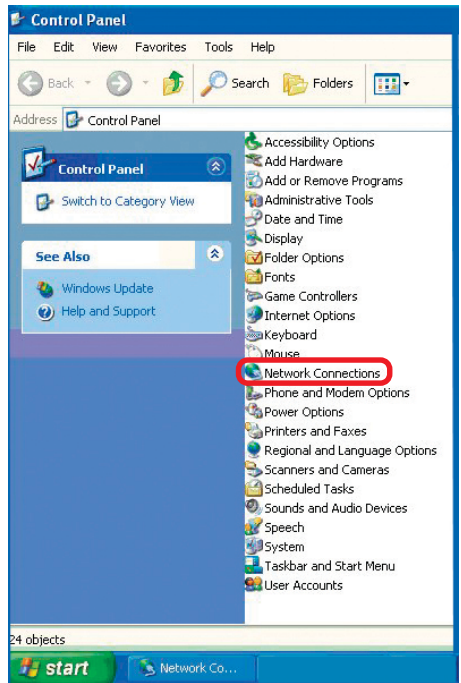 Control Panel
File Edit View Favorites Tools Help
Back Search Folders
Address Control Panel
Control Panel
Switch to Category View
See Also
Windows Update
Help and Support
Accessibility Options
Add Hardware
Add or Remove Programs
Administrative Tools
Date and Time
Display
Folder Options
Fonts
Game Controllers
Internet Options
Keyboard
Mouse
Network Connections
Phone and Modem Options
Power Options
Printers and Faxes
Regional and Language Options
Scanners and Cameras
Scheduled Tasks
Sounds and Audio Devices
Speech
System
Taskbar and Start Menu
User Accounts
24 objects
start Network Co...